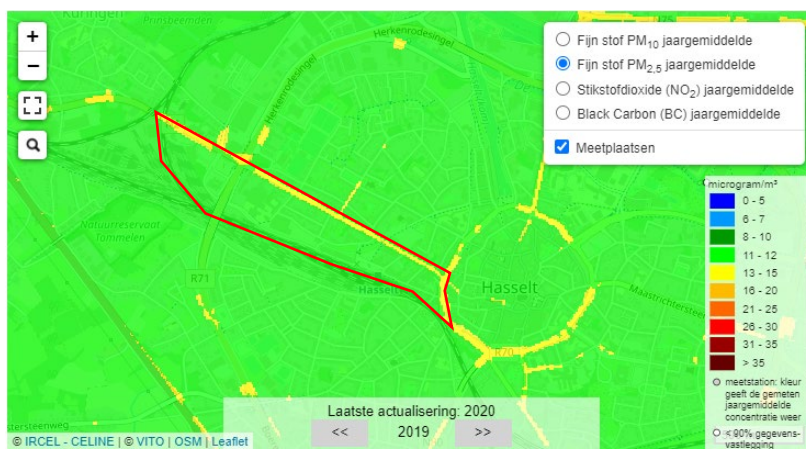 Kuringen
Prinsbeemden
Herkenrodesingel
Herkenrodesingel
Natuurreservaat
Tommelen
R71
Hasselt
Hasselt
Maastrichtersteen
R70
+
−
Fijn stof PM10 jaargemiddelde
Fijn stof PM2,5 jaargemiddelde
Stikstofdioxide (NO2) jaargemiddelde
Black Carbon (BC) jaargemiddelde
Meetplaatsen
microgram/m³
0 - 5
6 - 7
8 - 10
11 - 12
13 - 15
16 - 20
21 - 25
26 - 30
31 - 35
> 35
meetstation: kleur
geeft de gemeten
jaargemiddelde
concentratie weer
< 90% gegevens-
vastlegging
Laatste actualisering: 2020
<< 2019 >>
© IRCEL - CELINE | © VITO | OSM | Leaflet